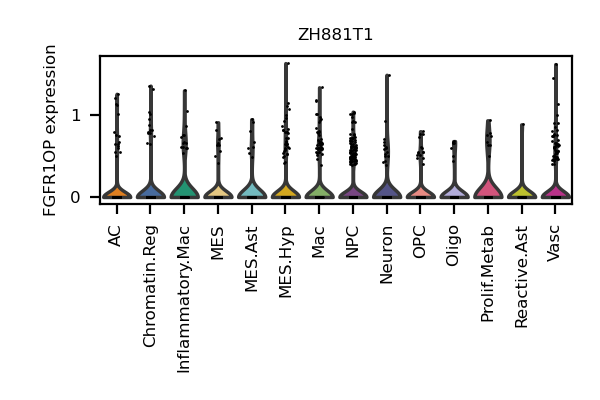 ZH881T1
FGFR1OP expression
1
0
AC
Chromatin.Reg
Inflammatory.Mac
MES
MES.Ast
MES.Hyp
Mac
NPC
Neuron
OPC
Oligo
Prolif.Metab
Reactive.Ast
Vasc